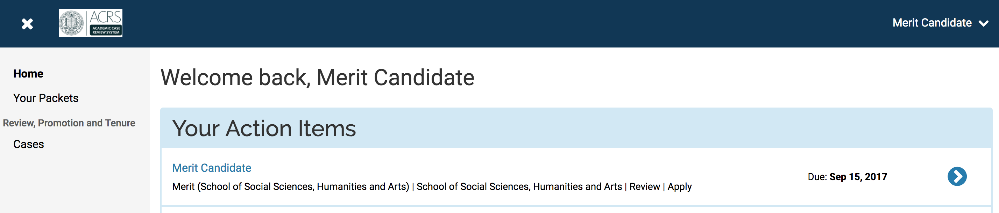 ACRS
ACADEMIC CASE
REVIEW SYSTEM
Merit Candidate
Home
Your Packets
Review, Promotion and Tenure
Cases
Welcome back, Merit Candidate
Your Action Items
Merit Candidate
Merit (School of Social Sciences, Humanities and Arts) | School of Social Sciences, Humanities and Arts | Review | Apply
Due: Sep 15, 2017